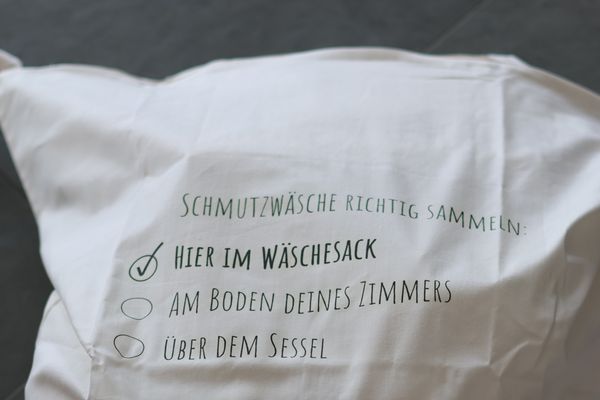 SCHMUTZWÄSCHE RICHTIG SAMMELN:
HIER IM WÄSCHESACK
AM BODEN DEINES ZIMMERS
ÜBER DEM SESSEL